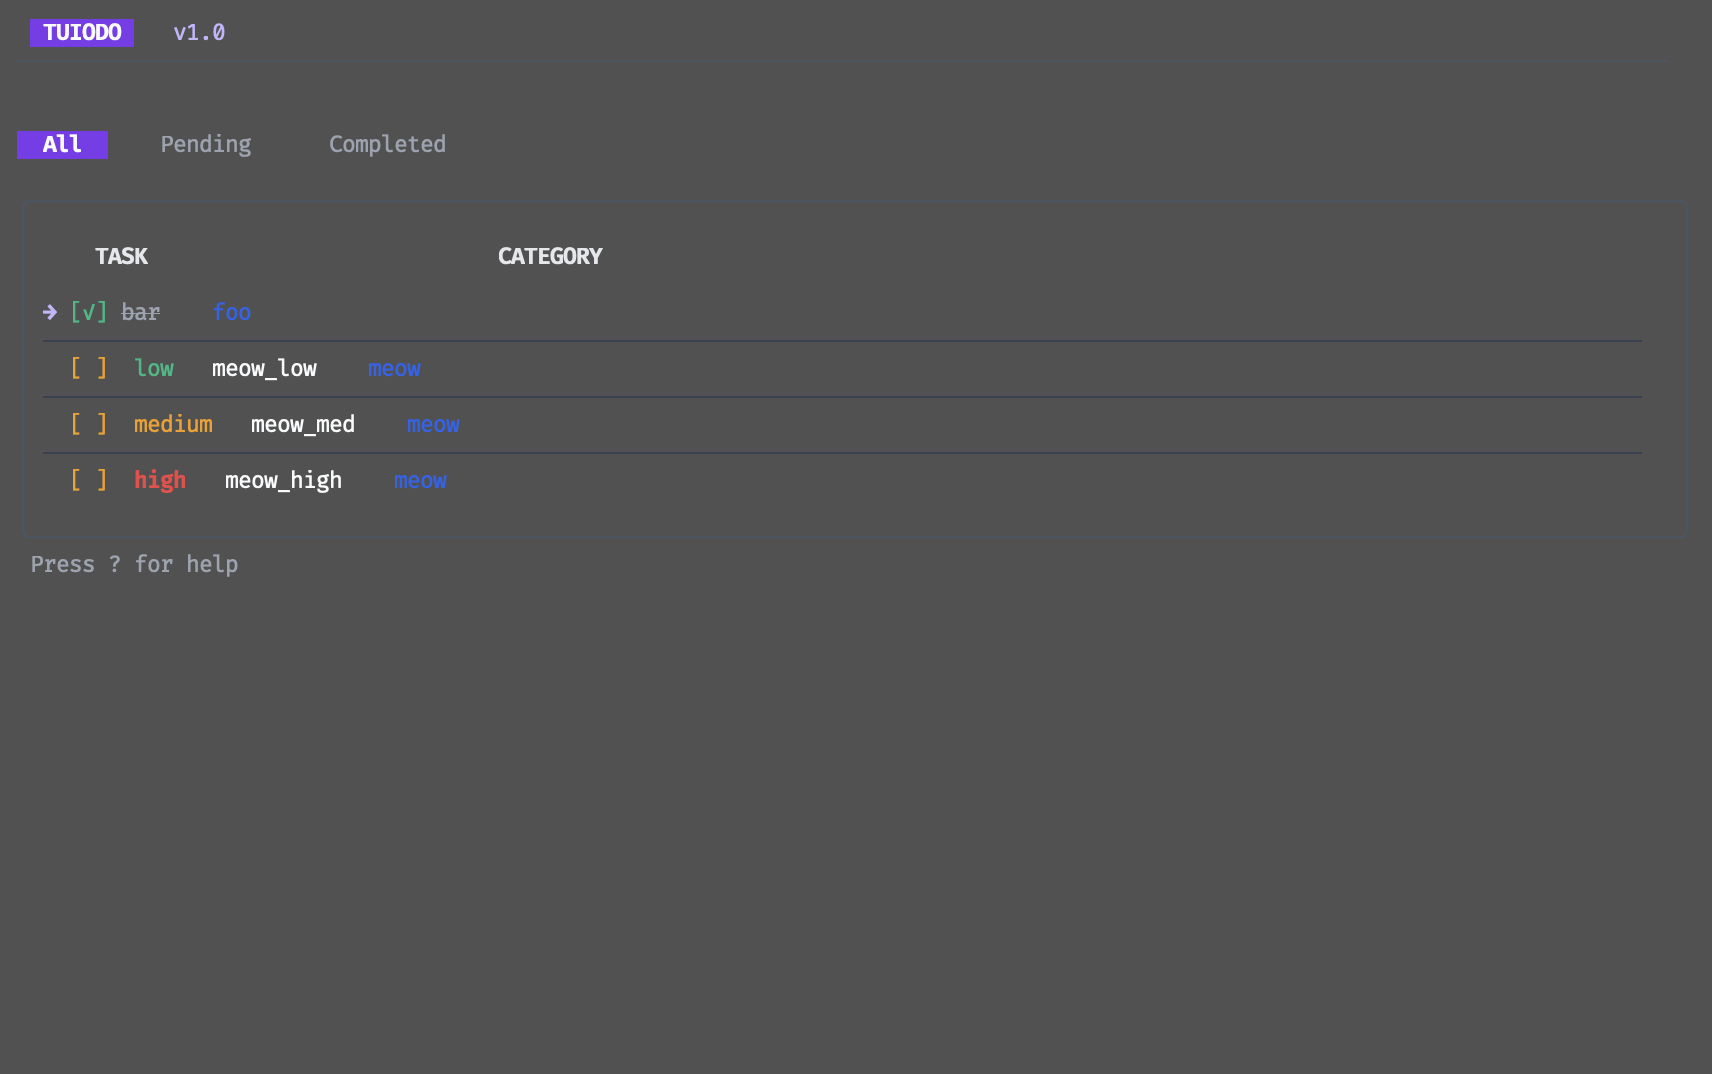 TUIODO v1.0
All Pending Completed
TASK CATEGORY
➔ [√] bar foo
[ ] low meow_low meow
[ ] medium meow_med meow
[ ] high meow_high meow
Press ? for help